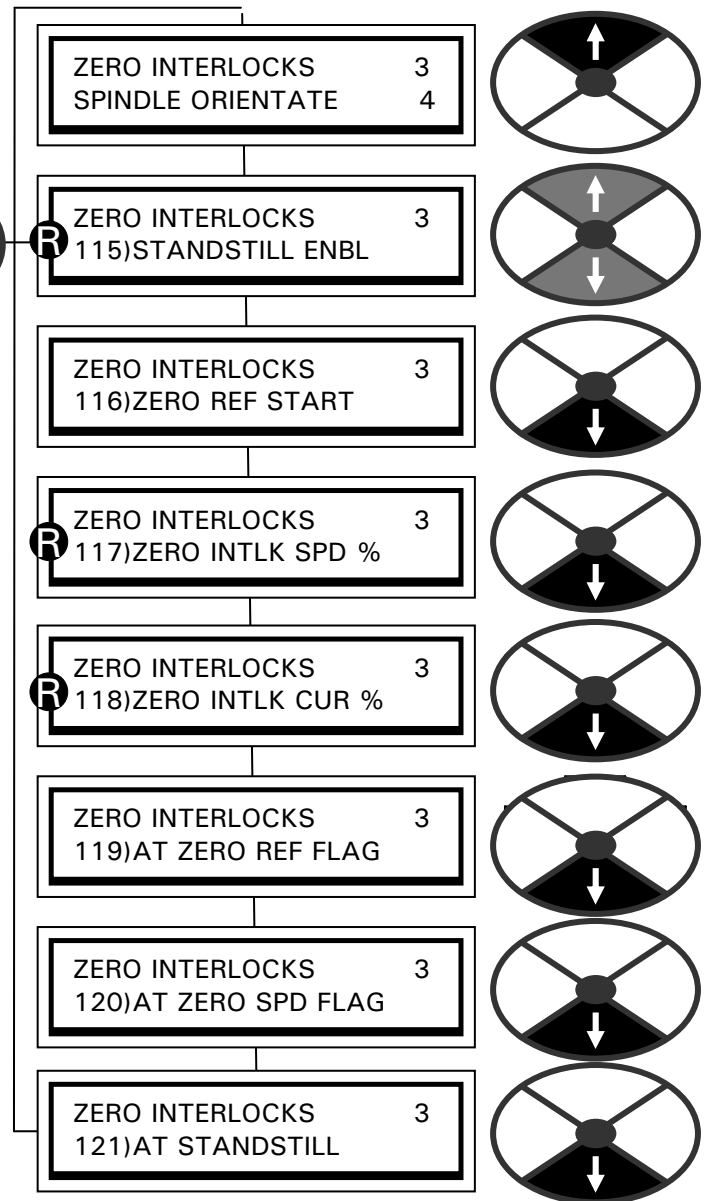 ZERO INTERLOCKS 3
SPINDLE ORIENTATE 4
ZERO INTERLOCKS 3
R 115)STANDSTILL ENBL
ZERO INTERLOCKS 3
116)ZERO REF START
ZERO INTERLOCKS 3
R 117)ZERO INTLK SPD %
ZERO INTERLOCKS 3
R 118)ZERO INTLK CUR %
ZERO INTERLOCKS 3
119)AT ZERO REF FLAG
ZERO INTERLOCKS 3
120)AT ZERO SPD FLAG
ZERO INTERLOCKS 3
121)AT STANDSTILL